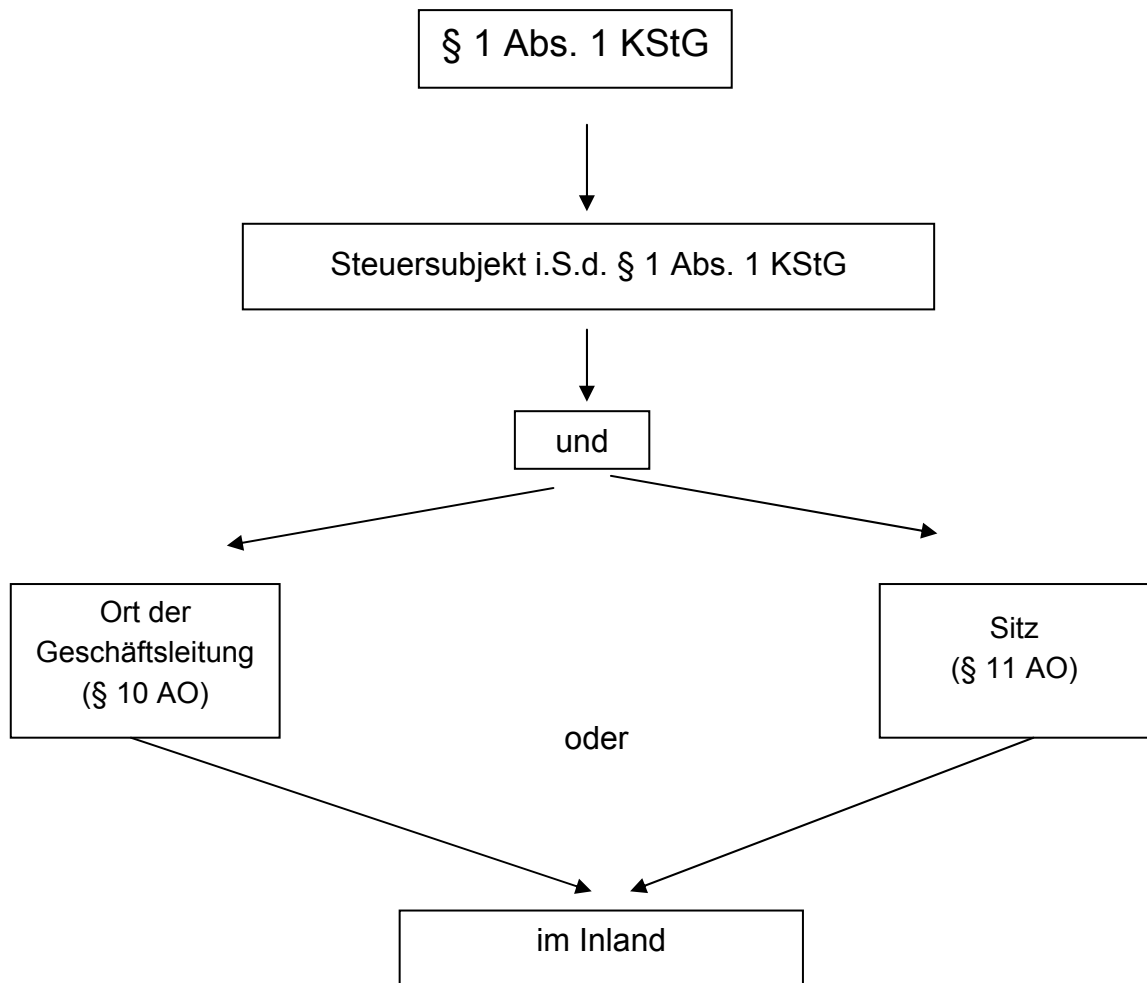 § 1 Abs. 1 KStG
Steuersubjekt i.S.d. § 1 Abs. 1 KStG
und
Ort der
Geschäftsleitung
(§ 10 AO)
Sitz
(§ 11 AO)
oder
im Inland